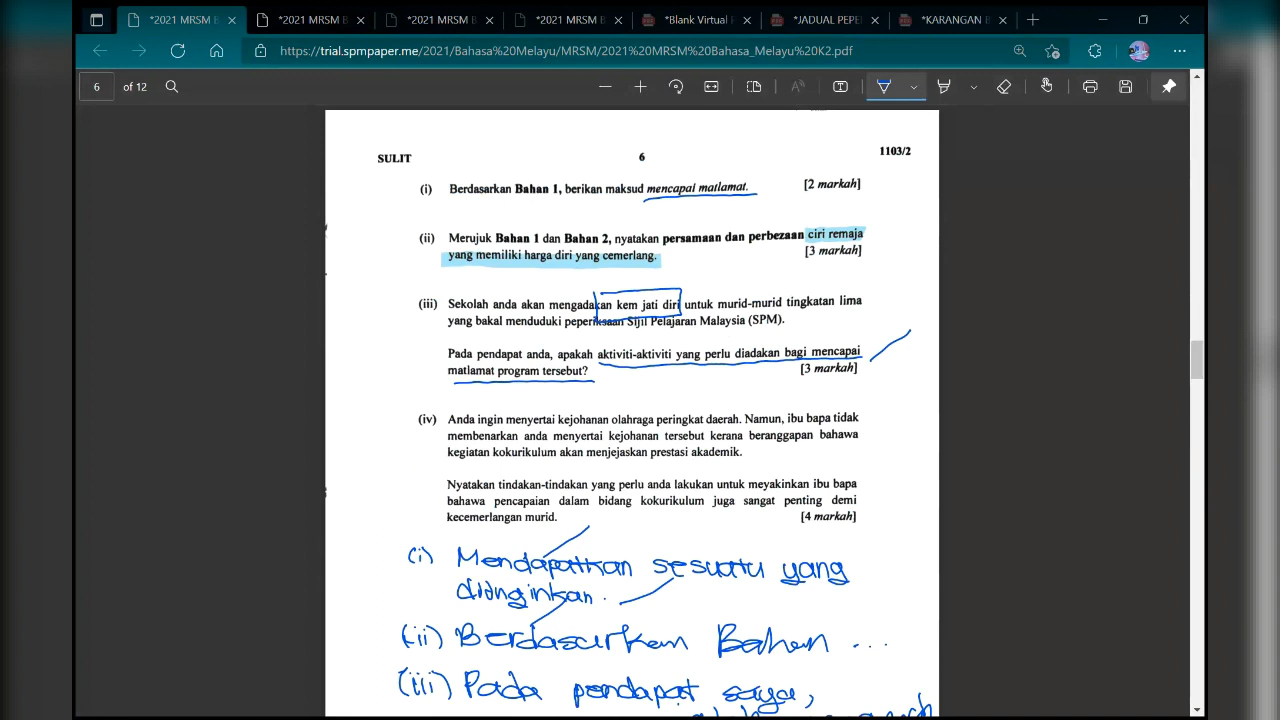 *2021 MRSM B
*2021 MRSM B
*2021 MRSM B
*2021 MRSM B
*Blank Virtual F
*JADUAL PEPE
*KARANGAN B
https://trial.spmpaper.me/2021/Bahasa%20Melayu/MRSM/2021%20MRSM%20Bahasa_Melayu%20K2.pdf
6 of 12
SULIT 6 1103/2
(i) Berdasarkan Bahan 1, berikan maksud mencapai matlamat. [2 markah]
(ii) Merujuk Bahan 1 dan Bahan 2, nyatakan persamaan dan perbezaan ciri remaja
yang memiliki harga diri yang cemerlang. [3 markah]
(iii) Sekolah anda akan mengadakan kem jati diri untuk murid-murid tingkatan lima
yang bakal menduduki peperiksaan Sijil Pelajaran Malaysia (SPM).
Pada pendapat anda, apakah aktiviti-aktiviti yang perlu diadakan bagi mencapai
matlamat program tersebut? [3 markah]
(iv) Anda ingin menyertai kejohanan olahraga peringkat daerah. Namun, ibu bapa tidak
membenarkan anda menyertai kejohanan tersebut kerana beranggapan bahawa
kegiatan kokurikulum akan menjejaskan prestasi akademik.
Nyatakan tindakan-tindakan yang perlu anda lakukan untuk meyakinkan ibu bapa
bahawa pencapaian dalam bidang kokurikulum juga sangat penting demi
kecemerlangan murid. [4 markah]
(i) Mendapatkan sesuatu yang
diinginkan.
(ii) Berdasarkan Bahan ...
(iii) Pada pendapat saya,